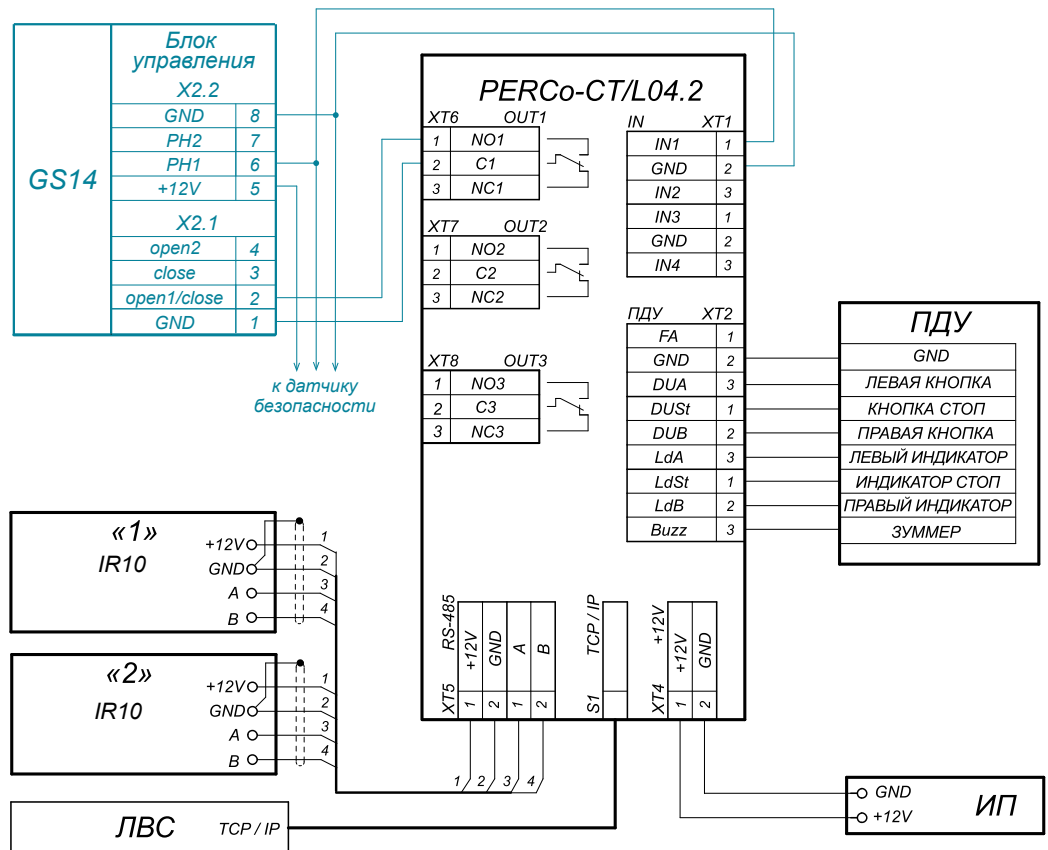 GS14
Блок
управления
X2.2
GND 8
PH2 7
PH1 6
+12V 5
X2.1
open2 4
close 3
open1/close 2
GND 1
к датчику
безопасности
PERCo-CT/L04.2
XT6 OUT1
1 NO1
2 C1
3 NC1
XT7 OUT2
1 NO2
2 C2
3 NC2
XT8 OUT3
1 NO3
2 C3
3 NC3
IN XT1
IN1 1
GND 2
IN2 3
IN3 1
GND 2
IN4 3
ПДУ XT2
FA 1
GND 2
DUA 3
DUSt 1
DUB 2
LdA 3
LdSt 1
LdB 2
Buzz 3
ПДУ
GND
ЛЕВАЯ КНОПКА
КНОПКА СТОП
ПРАВАЯ КНОПКА
ЛЕВЫЙ ИНДИКАТОР
ИНДИКАТОР СТОП
ПРАВЫЙ ИНДИКАТОР
ЗУММЕР
«1»
IR10
+12V 1
GND 2
A 3
B 4
«2»
IR10
+12V 1
GND 2
A 3
B 4
XT5 RS-485
1 +12V
2 GND
1 A
2 B
1 2 3 4
S1 TCP / IP
XT4 +12V
1 +12V
2 GND
ЛВС TCP / IP
GND
+12V
ИП